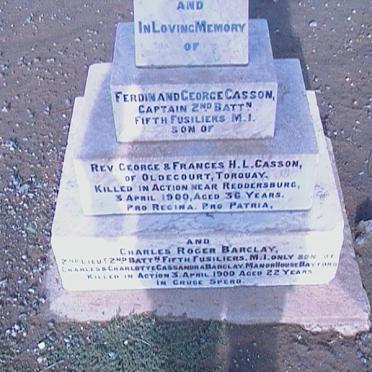 AND
IN LOVING MEMORY
OF
FERDINAND GEORGE CASSON,
CAPTAIN 2ND BATTN
FIFTH FUSILIERS M.I.
SON OF
REV GEORGE & FRANCES H.L. CASSON,
OF OLDECOURT, TORQUAY.
KILLED IN ACTION NEAR REDDERSBURG,
3 APRIL 1900, AGED 36 YEARS.
PRO REGINA, PRO PATRIA,
AND
CHARLES ROGER BARCLAY,
2ND LIEUT 2ND BATTN FIFTH FUSILIERS, M.I. ONLY SON OF
CHARLES & CHARLOTTE CASSANDRA BARCLAY, MANOR HOUSE BAYFORD
KILLED IN ACTION 3 APRIL 1900 AGED 22 YEARS
IN CRUCE SPERO.